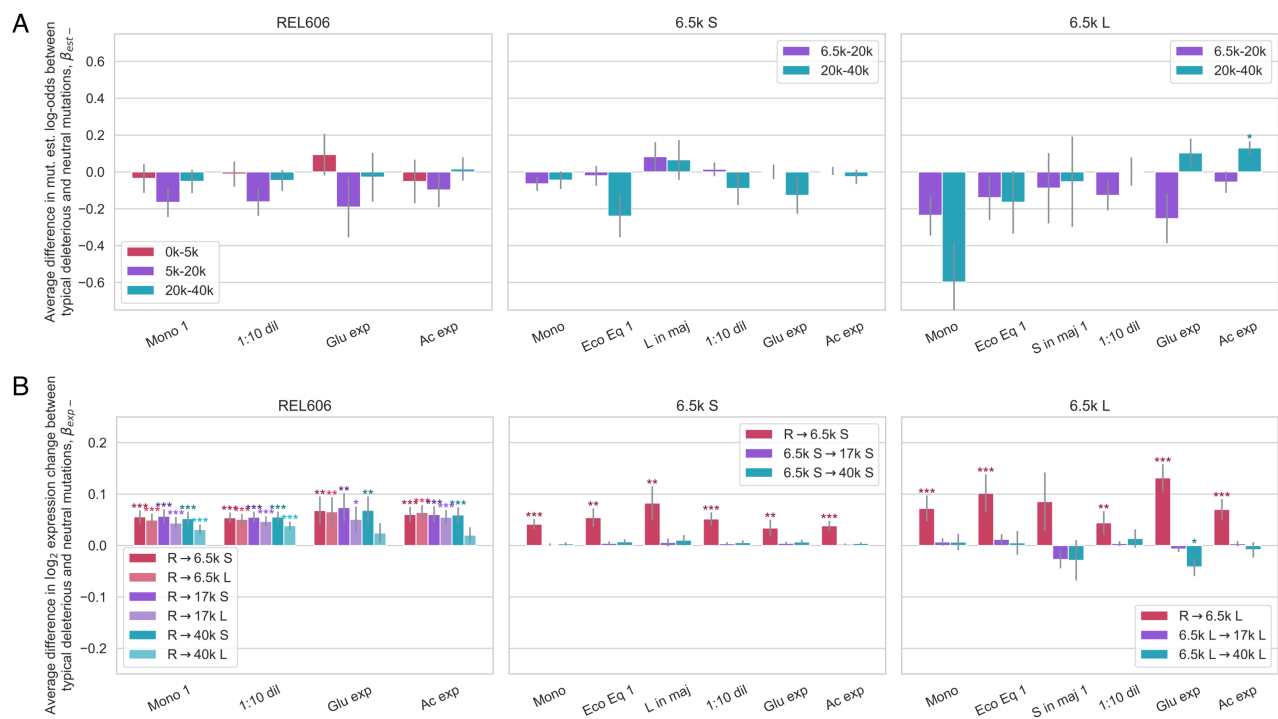 A
REL606
6.5k S
6.5k L
Average difference in mut. est. log-odds between
typical deleterious and neutral mutations, βest −
0.6
0.4
0.2
0.0
−0.2
−0.4
−0.6
0k-5k
5k-20k
20k-40k
6.5k-20k
20k-40k
6.5k-20k
20k-40k
*
Mono 1
1:10 dil
Glu exp
Ac exp
Mono
Eco Eq 1
L in maj
1:10 dil
Glu exp
Ac exp
Mono
Eco Eq 1
S in maj 1
1:10 dil
Glu exp
Ac exp
B
REL606
6.5k S
6.5k L
Average difference in log2 expression change between
typical deleterious and neutral mutations, βexp −
0.2
0.1
0.0
−0.1
−0.2
*** *** *** *** *** ***
*** *** *** *** *** ***
** ** ** * **
*** *** *** *** ***
R → 6.5k S
R → 6.5k L
R → 17k S
R → 17k L
R → 40k S
R → 40k L
*** ** ** *** ** ***
R → 6.5k S
6.5k S → 17k S
6.5k S → 40k S
*** *** ** *** * ***
R → 6.5k L
6.5k L → 17k L
6.5k L → 40k L
Mono 1
1:10 dil
Glu exp
Ac exp
Mono
Eco Eq 1
L in maj
1:10 dil
Glu exp
Ac exp
Mono
Eco Eq 1
S in maj 1
1:10 dil
Glu exp
Ac exp